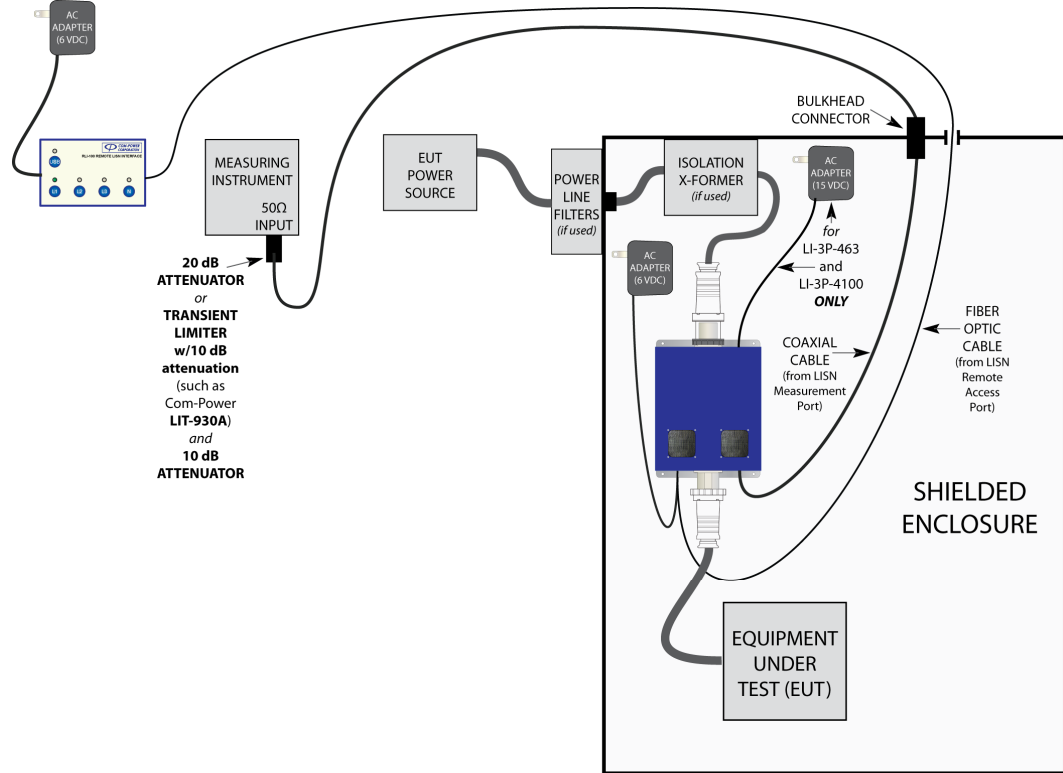 AC
ADAPTER
(6 VDC)
COM-POWER
CORPORATION
RLI-100 REMOTE LISN INTERFACE
L1
L2
L3
N
MEASURING
INSTRUMENT
50Ω
INPUT
20 dB
ATTENUATOR
or
TRANSIENT
LIMITER
w/10 dB
attenuation
(such as
Com-Power
LIT-930A)
and
10 dB
ATTENUATOR
EUT
POWER
SOURCE
POWER
LINE
FILTERS
(if used)
ISOLATION
X-FORMER
(if used)
BULKHEAD
CONNECTOR
AC
ADAPTER
(15 VDC)
for
LI-3P-463
and
LI-3P-4100
ONLY
AC
ADAPTER
(6 VDC)
COAXIAL
CABLE
(from LISN
Measurement
Port)
FIBER
OPTIC
CABLE
(from LISN
Remote
Access
Port)
SHIELDED
ENCLOSURE
EQUIPMENT
UNDER
TEST (EUT)